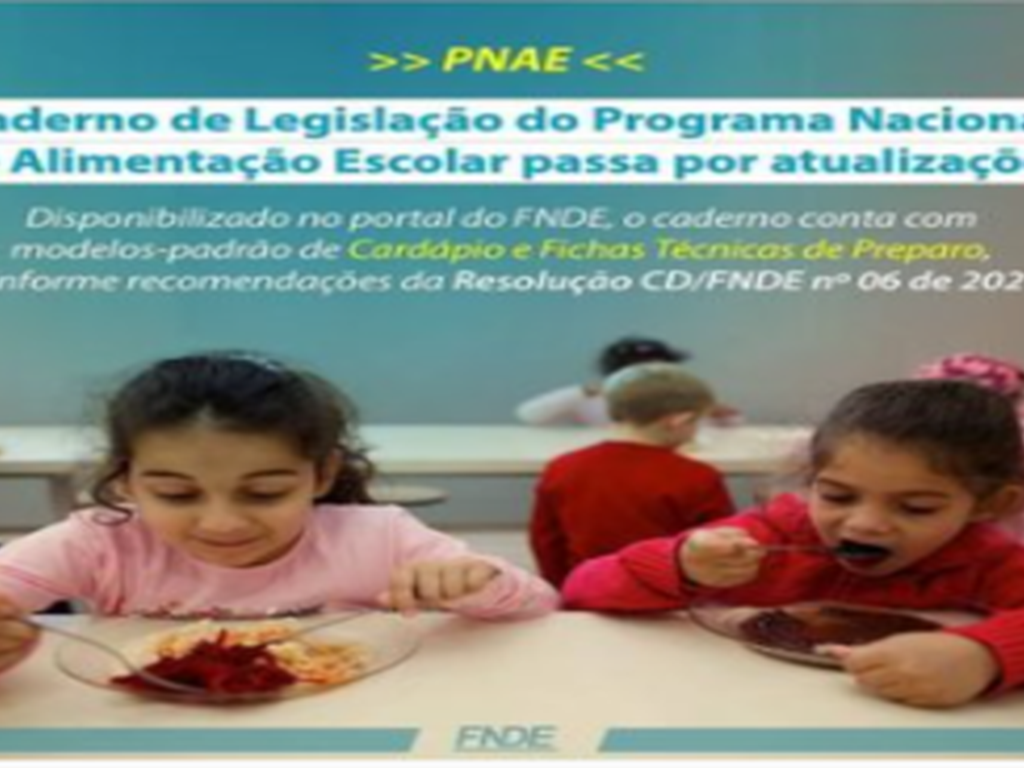 >> PNAE <<
aderno de Legislação do Programa Naciona
Alimentação Escolar passa por atualizaçõ
Disponibilizado no portal do FNDE, o caderno conta com
modelos-padrão de Cardápio e Fichas Técnicas de Preparo,
nforme recomendações da Resolução CD/FNDE nº 06 de 202
FNDE